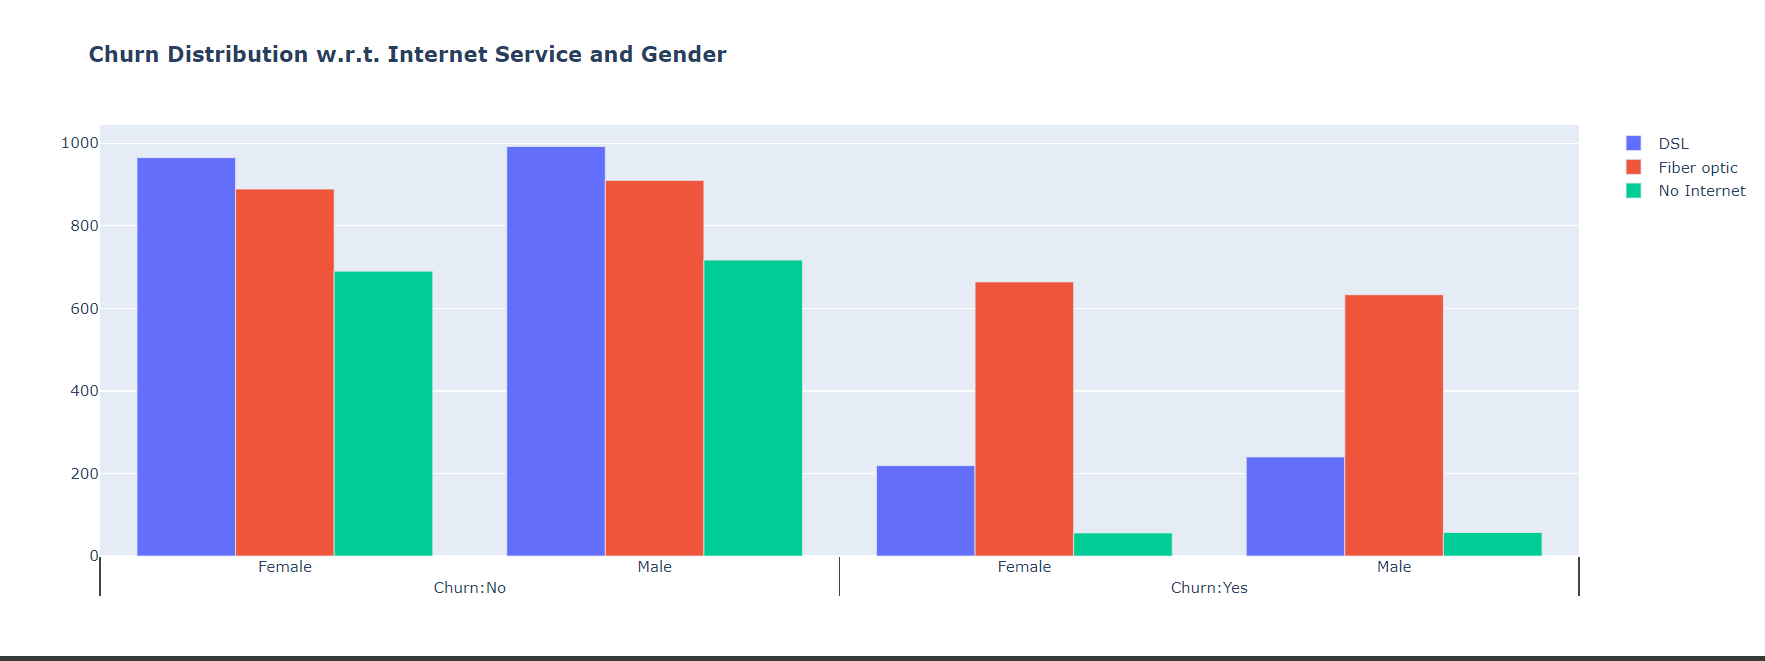 Churn Distribution w.r.t. Internet Service and Gender
1000
800
600
400
200
0
DSL
Fiber optic
No Internet
Female
Male
Female
Male
Churn:No
Churn:Yes